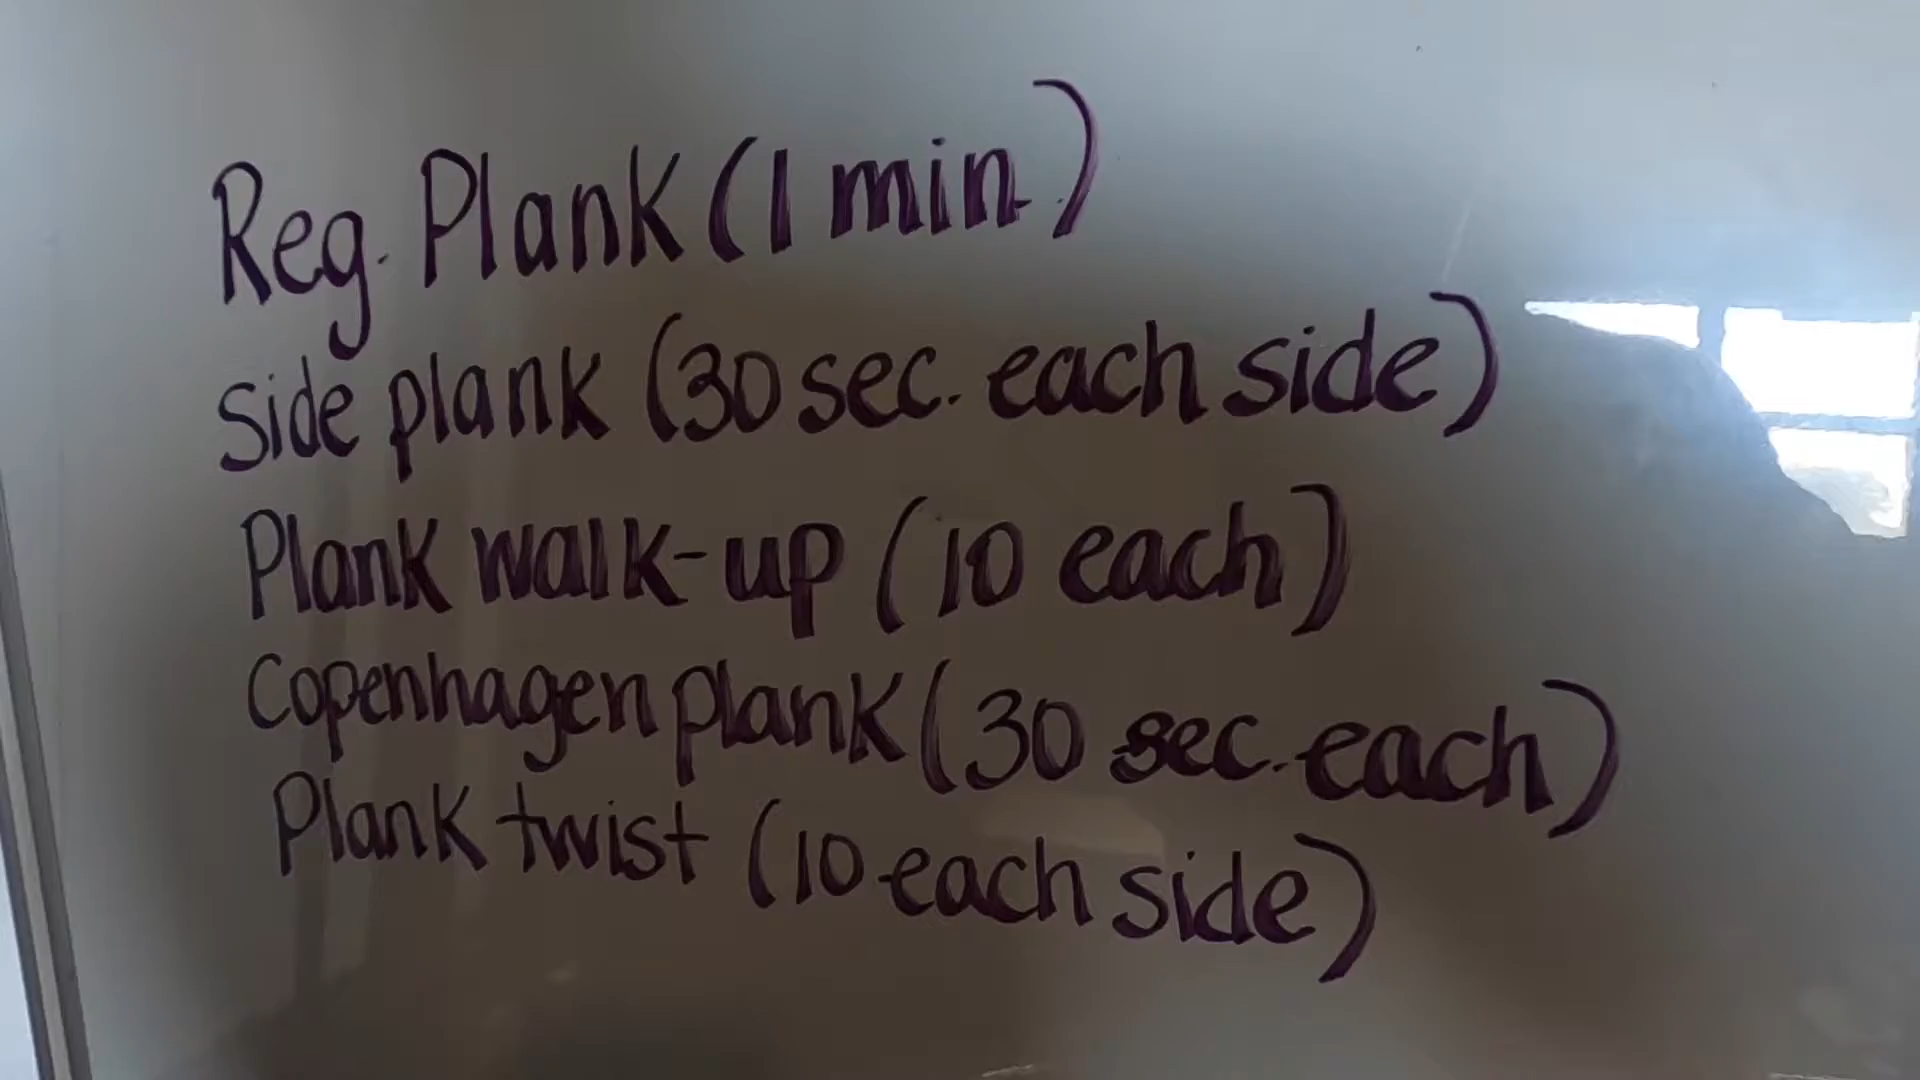 Reg. Plank (1 min.)
Side plank (30 sec. each side)
Plank walk-up (10 each)
Copenhagen plank (30 sec. each)
Plank twist (10 each side)